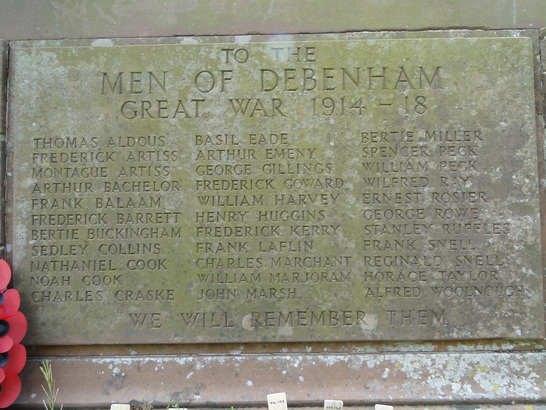 TO THE
MEN OF DEBENHAM
GREAT WAR 1914-18
THOMAS ALDOUS
FREDERICK ARTISS
MONTAGUE ARTISS
ARTHUR BACHELOR
FRANK BALAAM
FREDERICK BARRETT
BERTIE BUCKINGHAM
SEDLEY COLLINS
NATHANIEL COOK
NOAH COOK
CHARLES CRASKE
BASIL EADE
ARTHUR EMENY
GEORGE GILLINGS
FREDERICK GOWARD
WILLIAM HARVEY
HENRY HUGGINS
FREDERICK KERRY
FRANK LAFLIN
CHARLES MARCHANT
WILLIAM MARJORAM
JOHN MARSH
BERTIE MILLER
SPENCER PECK
WILLIAM PECK
WILFRED RAY
ERNEST ROSIER
GEORGE ROWE
STANLEY RUFFLES
FRANK SNELL
REGINALD SNELL
HORACE TAYLOR
ALFRED WOOLNOUGH
WE WILL REMEMBER THEM